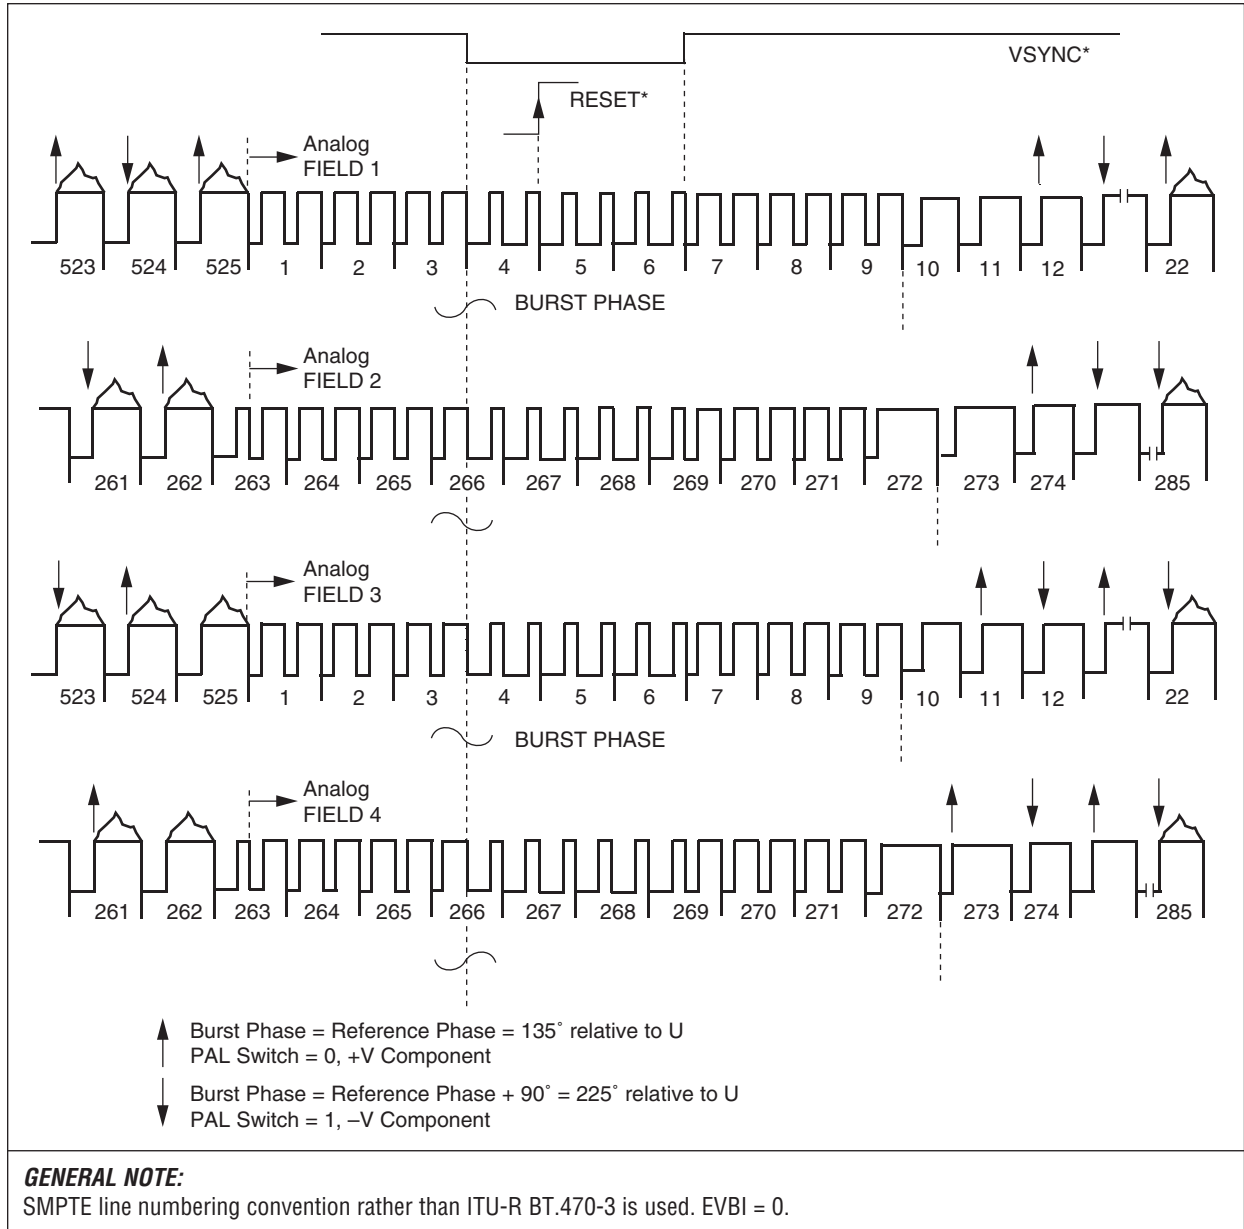 VSYNC*
RESET*
Analog
FIELD 1
523 524 525 1 2 3 4 5 6 7 8 9 10 11 12 22
BURST PHASE
Analog
FIELD 2
261 262 263 264 265 266 267 268 269 270 271 272 273 274 285
Analog
FIELD 3
523 524 525 1 2 3 4 5 6 7 8 9 10 11 12 22
BURST PHASE
Analog
FIELD 4
261 262 263 264 265 266 267 268 269 270 271 272 273 274 285
Burst Phase = Reference Phase = 135˚ relative to U
PAL Switch = 0, +V Component
Burst Phase = Reference Phase + 90˚ = 225˚ relative to U
PAL Switch = 1, –V Component
GENERAL NOTE:
SMPTE line numbering convention rather than ITU-R BT.470-3 is used. EVBI = 0.